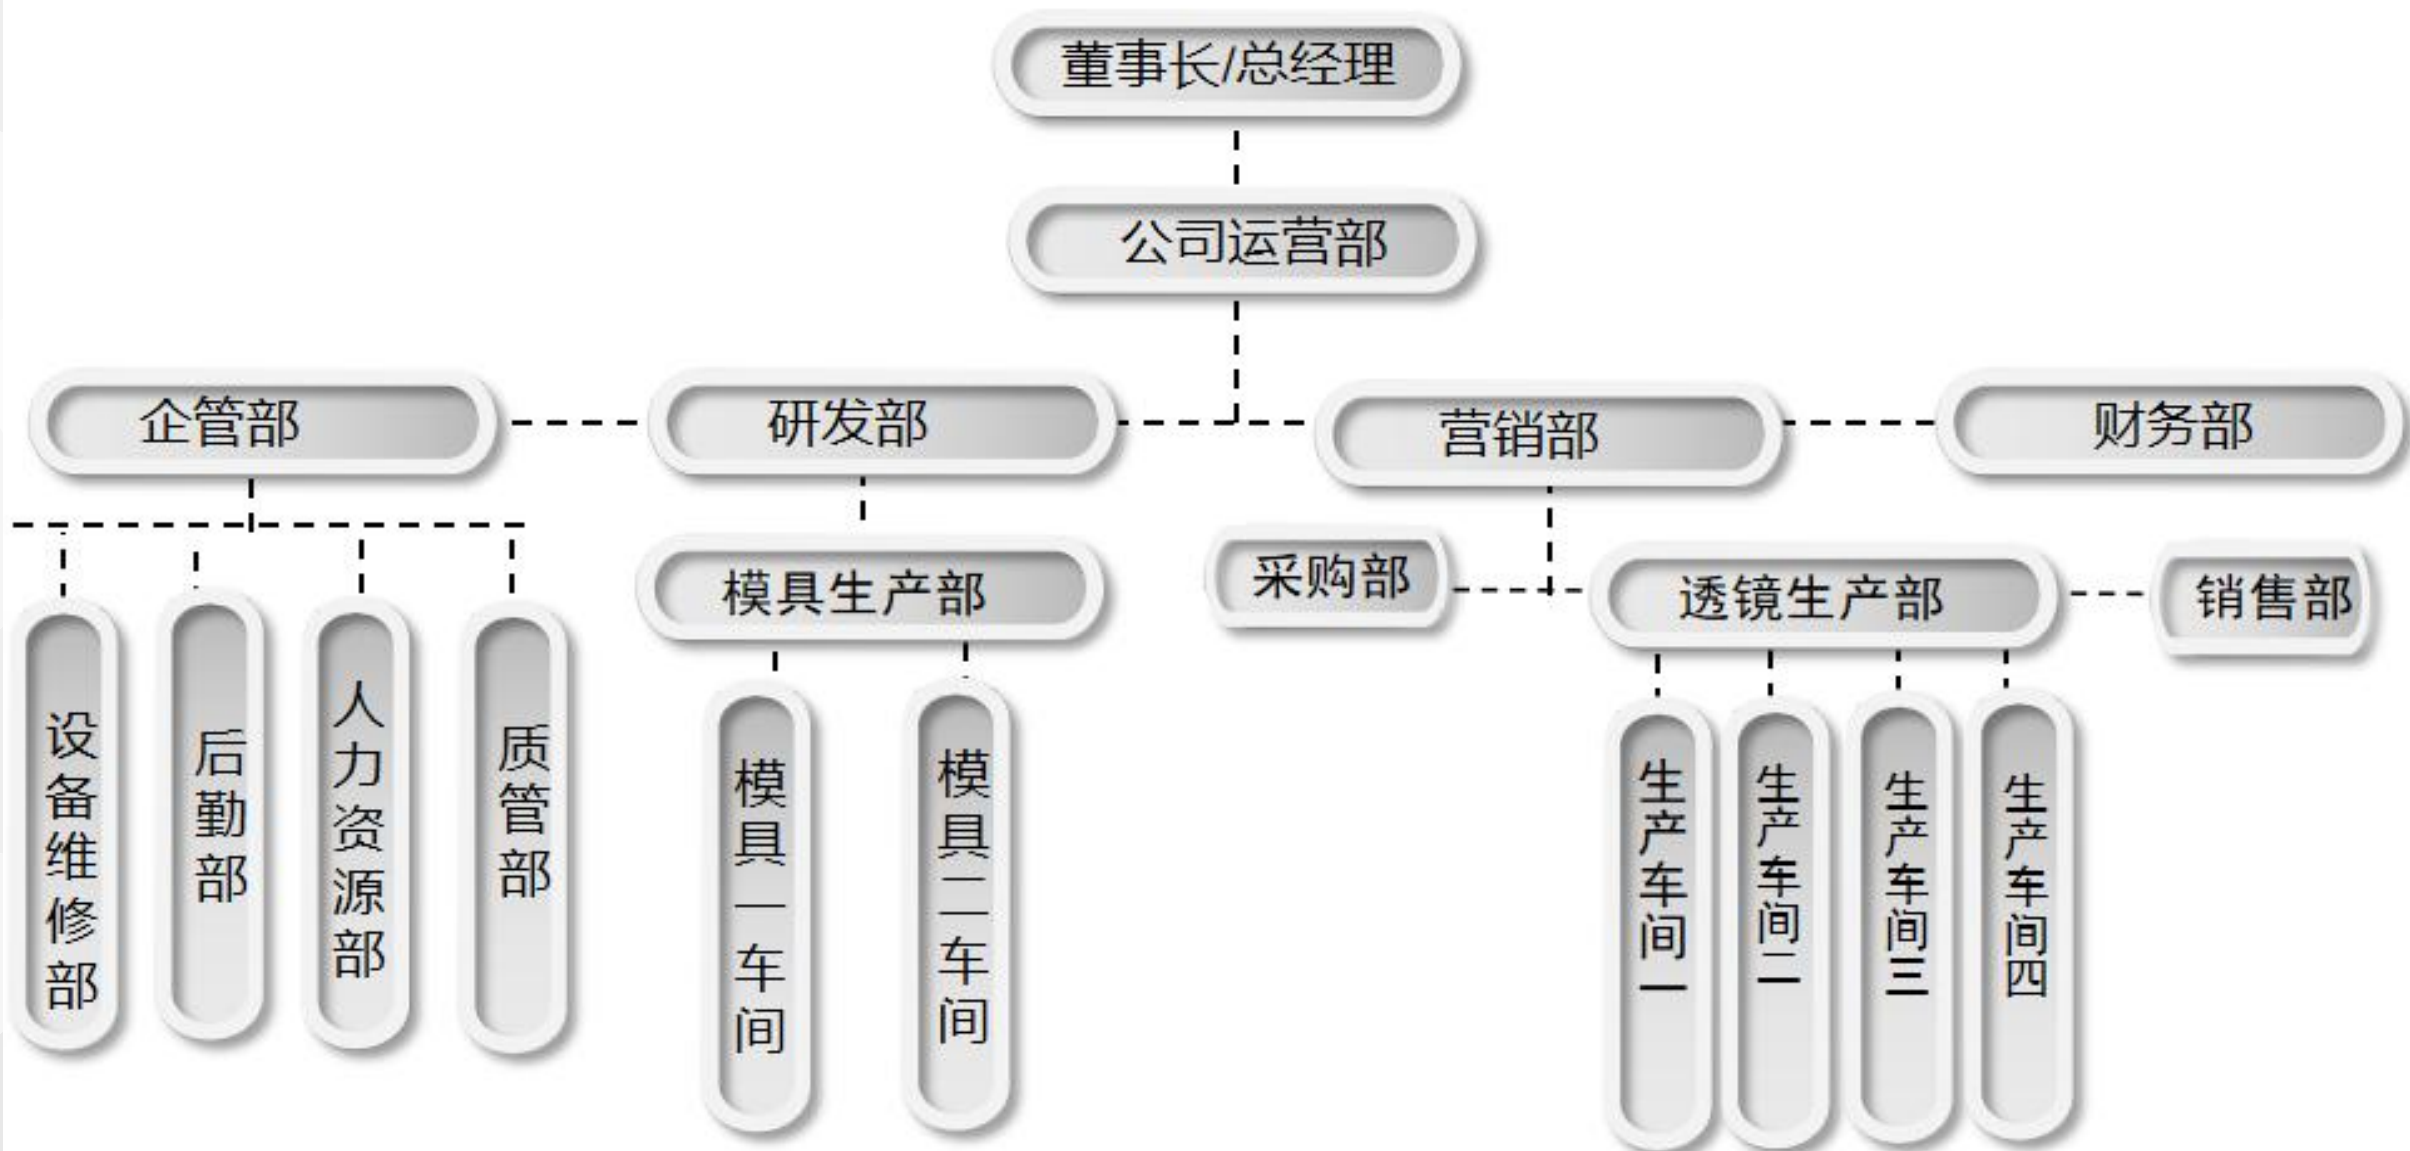 董事长/总经理
公司运营部
企管部
研发部
营销部
财务部
模具生产部
采购部
透镜生产部
销售部
设备维修部
后勤部
人力资源部
质管部
模具一车间
模具二车间
生产车间一
生产车间二
生产车间三
生产车间四